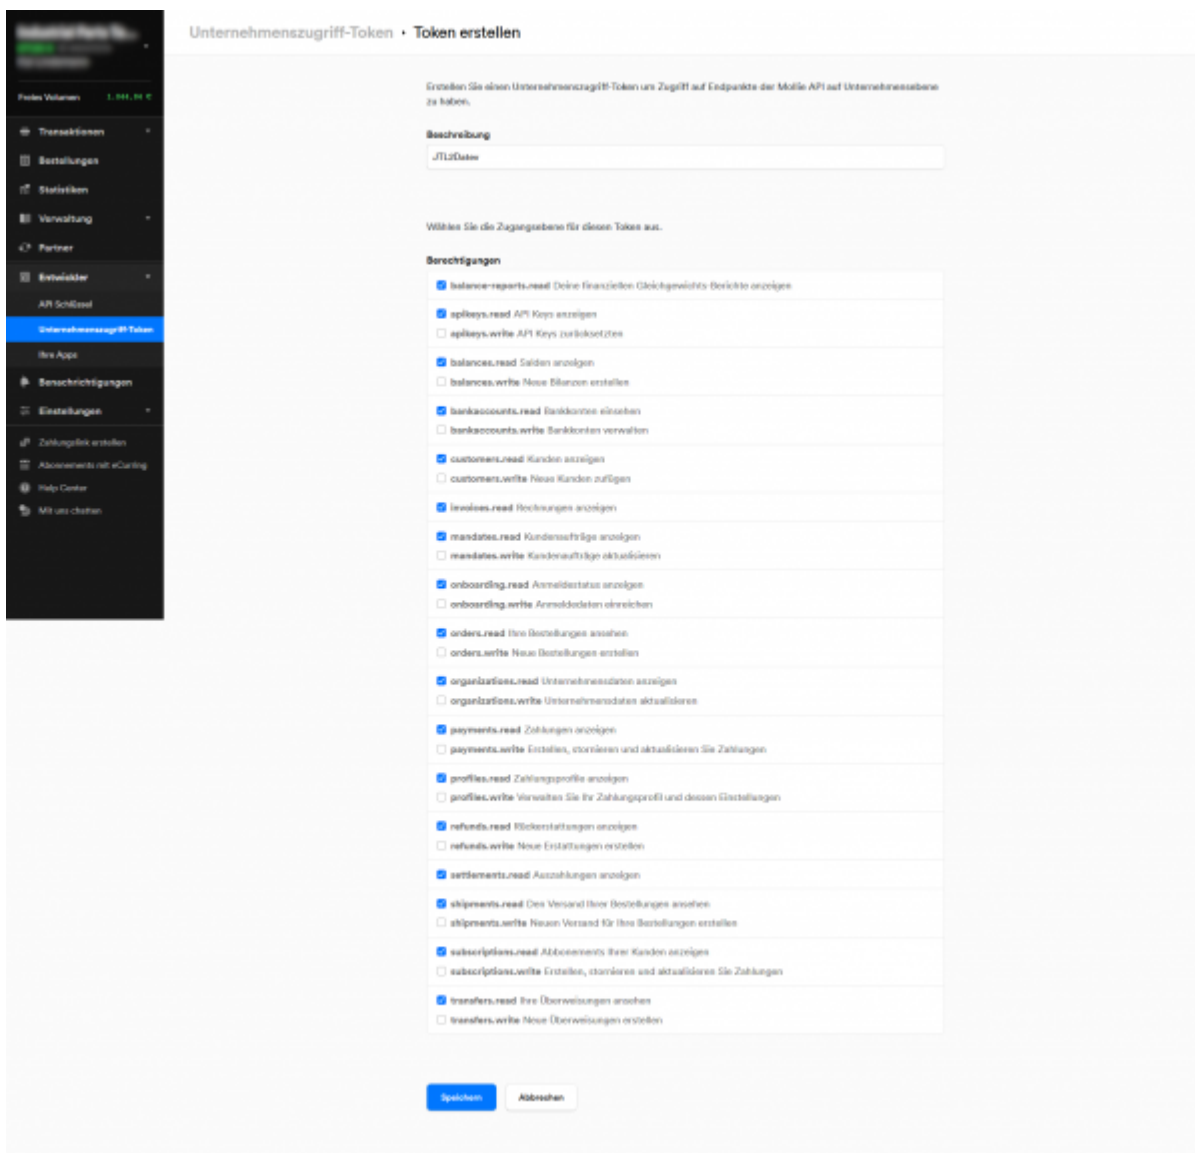 Unternehmenszugriff-Token • Token erstellen
Freies Volumen
Transaktionen
Bestellungen
Statistiken
Verwaltung
Partner
Entwickler
API Schlüssel
Unternehmenszugriff-Token
Ihre Apps
Benachrichtigungen
Einstellungen
Zahlungslink erstellen
Abonnements mit eCurring
Help Center
Mit uns chatten
Erstellen Sie einen Unternehmenszugriff-Token um Zugriff auf Endpunkte der Mollie API auf Unternehmensebene
zu haben.
Beschreibung
JTL2Datev
Wählen Sie die Zugangsebene für diesen Token aus.
Berechtigungen
balance-reports.read Deine finanziellen Gleichgewichts-Berichte anzeigen
apikeys.read API Keys anzeigen
apikeys.write API Keys zurücksetzten
balances.read Salden anzeigen
balances.write Neue Bilanzen erstellen
bankaccounts.read Bankkonten einsehen
bankaccounts.write Bankkonten verwalten
customers.read Kunden anzeigen
customers.write Neue Kunden zufügen
invoices.read Rechnungen anzeigen
mandates.read Kundenaufträge anzeigen
mandates.write Kundenaufträge aktualisieren
onboarding.read Anmeldestatus anzeigen
onboarding.write Anmeldedaten einreichen
orders.read Ihre Bestellungen ansehen
orders.write Neue Bestellungen erstellen
organizations.read Unternehmensdaten anzeigen
organizations.write Unternehmensdaten aktualisieren
payments.read Zahlungen anzeigen
payments.write Erstellen, stornieren und aktualisieren Sie Zahlungen
profiles.read Zahlungsprofile anzeigen
profiles.write Verwalten Sie Ihr Zahlungsprofil und dessen Einstellungen
refunds.read Rückerstattungen anzeigen
refunds.write Neue Erstattungen erstellen
settlements.read Auszahlungen anzeigen
shipments.read Den Versand Ihrer Bestellungen ansehen
shipments.write Neuen Versand für Ihre Bestellungen erstellen
subscriptions.read Abbonements Ihrer Kunden anzeigen
subscriptions.write Erstellen, stornieren und aktualisieren Sie Zahlungen
transfers.read Ihre Überweisungen ansehen
transfers.write Neue Überweisungen erstellen
Speichern Abbrechen